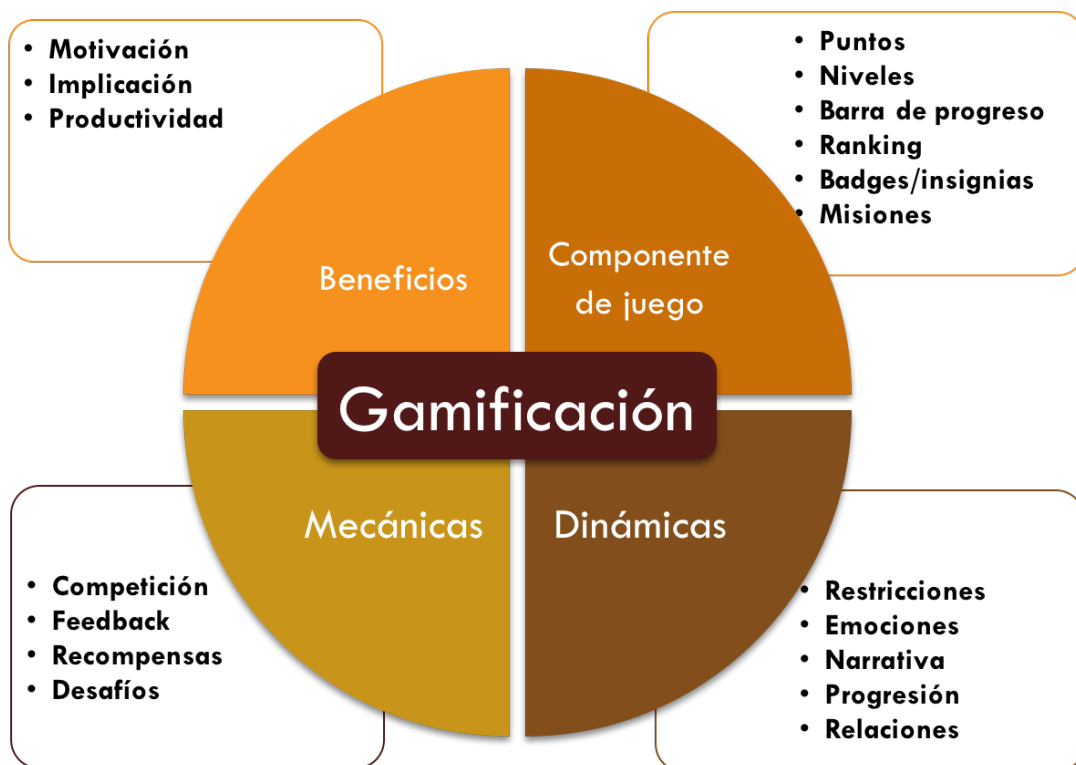 • Motivación
• Implicación
• Productividad
• Puntos
• Niveles
• Barra de progreso
• Ranking
• Badges/insignias
• Misiones
Beneficios
Componente
de juego
Gamificación
Mecánicas
Dinámicas
• Competición
• Feedback
• Recompensas
• Desafíos
• Restricciones
• Emociones
• Narrativa
• Progresión
• Relaciones